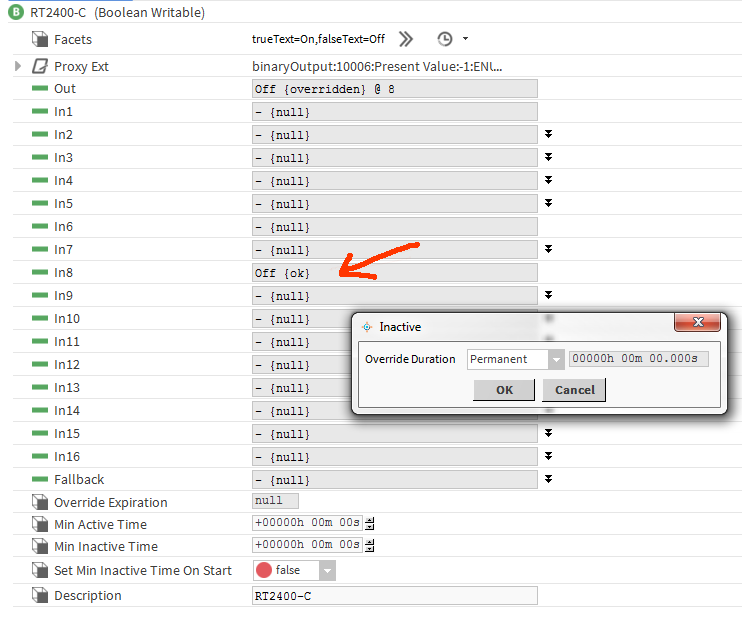 B RT2400-C (Boolean Writable)
Facets trueText=On,falseText=Off
Proxy Ext binaryOutput:10006:Present Value:-1:ENU...
Out Off {overridden} @ 8
In1 - {null}
In2 - {null}
In3 - {null}
In4 - {null}
In5 - {null}
In6 - {null}
In7 - {null}
In8 Off {ok}
In9 - {null}
In10 - {null}
In11 - {null}
In12 - {null}
In13 - {null}
In14 - {null}
In15 - {null}
In16 - {null}
Fallback - {null}
Override Expiration null
Min Active Time +00000h 00m 00s
Min Inactive Time +00000h 00m 00s
Set Min Inactive Time On Start false
Description RT2400-C
Inactive
Override Duration Permanent 00000h 00m 00.000s
OK Cancel